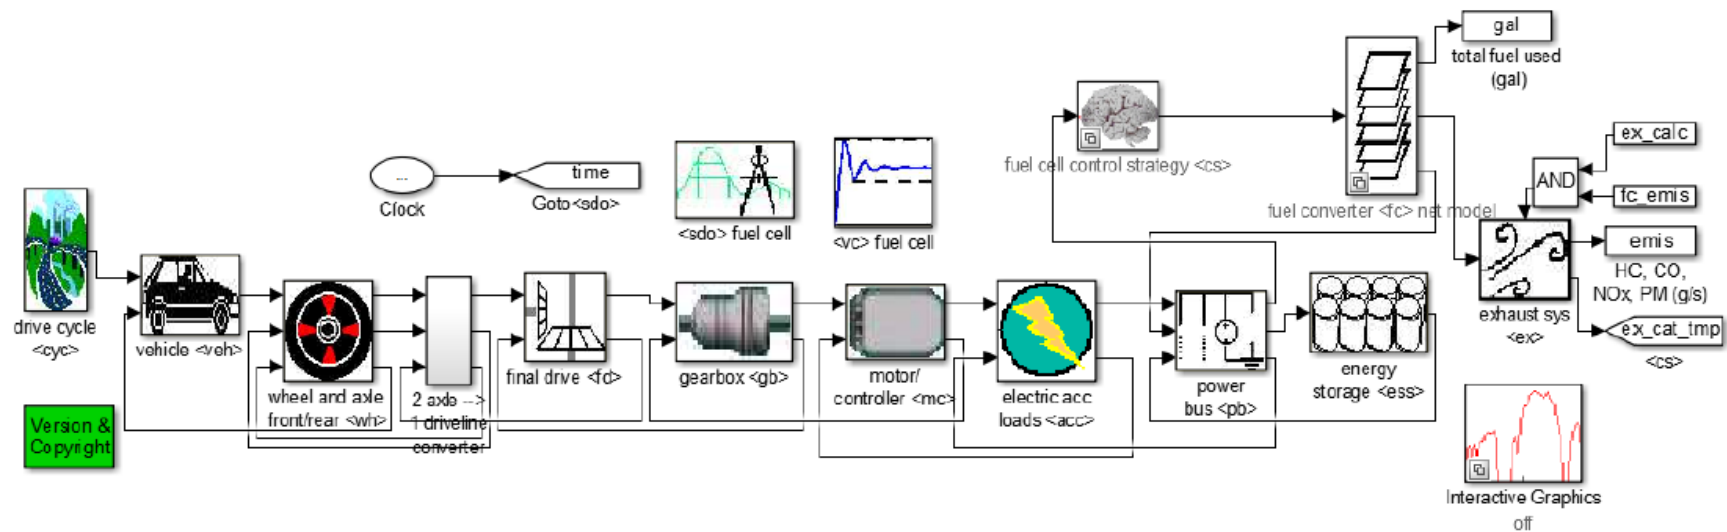 gal
total fuel used
(gal)
ex_calc
AND
fc_emis
fuel cell control strategy <cs>
fuel converter <fc> net model
...
time
Clock
Goto<sdo>
<sdo> fuel cell
<vc> fuel cell
emis
HC, CO,
NOx, PM (g/s)
exhaust sys
<ex>
ex_cat_tmp
<cs>
drive cycle
<cyc>
vehicle <veh>
wheel and axle
front/rear <wh>
2 axle -->
1 driveline
converter
final drive <fd>
gearbox <gb>
motor/
controller <mc>
electric acc
loads <acc>
power
bus <pb>
energy
storage <ess>
Version &
Copyright
Interactive Graphics
off